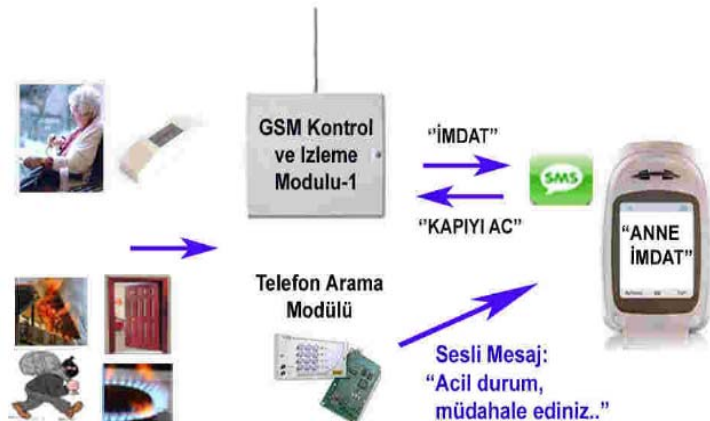 GSM Kontrol
ve Izleme
Modulu-1
"İMDAT"
SMS
"KAPIYI AC"
"ANNE
İMDAT"
Telefon Arama
Modülü
Sesli Mesaj:
"Acil durum,
müdahale ediniz.."